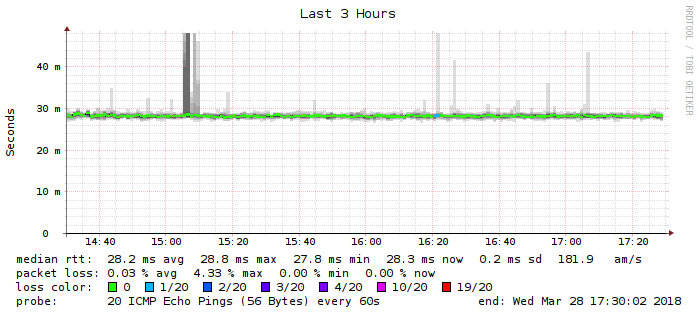 Last 3 Hours
RRDTOOL / TOBI OETIKER
Seconds
40 m
30 m
20 m
10 m
0
14:40 15:00 15:20 15:40 16:00 16:20 16:40 17:00 17:20
median rtt: 28.2 ms avg 28.8 ms max 27.8 ms min 28.3 ms now 0.2 ms sd 181.9 am/s
packet loss: 0.03 % avg 4.33 % max 0.00 % min 0.00 % now
loss color: 0 1/20 2/20 3/20 4/20 10/20 19/20
probe: 20 ICMP Echo Pings (56 Bytes) every 60s end: Wed Mar 28 17:30:02 2018